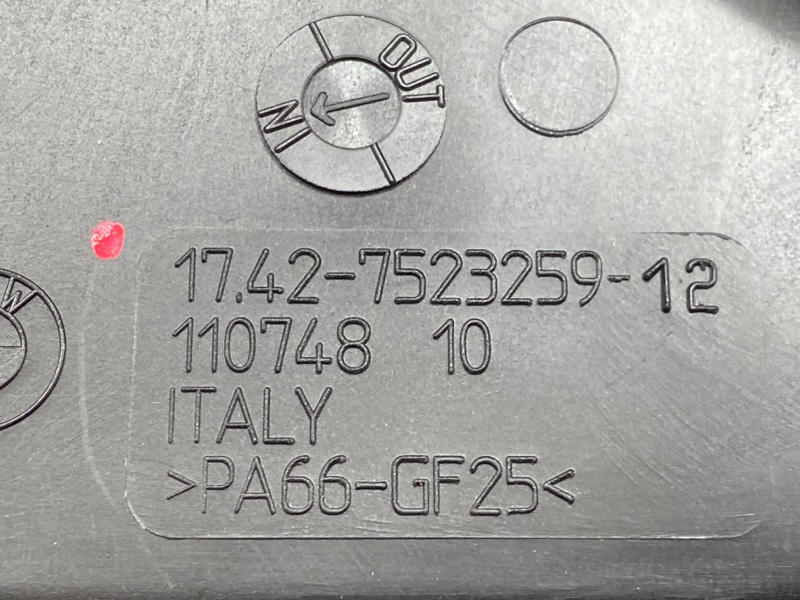 OUT
IN
W
17.42-7523259-12
110748 10
ITALY
>PA66-GF25<